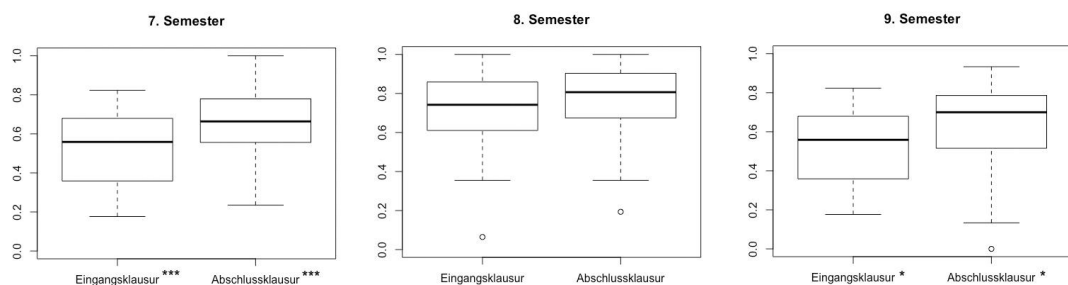 7. Semester
1.0
0.8
0.6
0.4
0.2
0.0
Eingangsklausur ***
Abschlussklausur ***
8. Semester
1.0
0.8
0.6
0.4
0.2
0.0
Eingangsklausur
Abschlussklausur
9. Semester
1.0
0.8
0.6
0.4
0.2
0.0
Eingangsklausur *
Abschlussklausur *